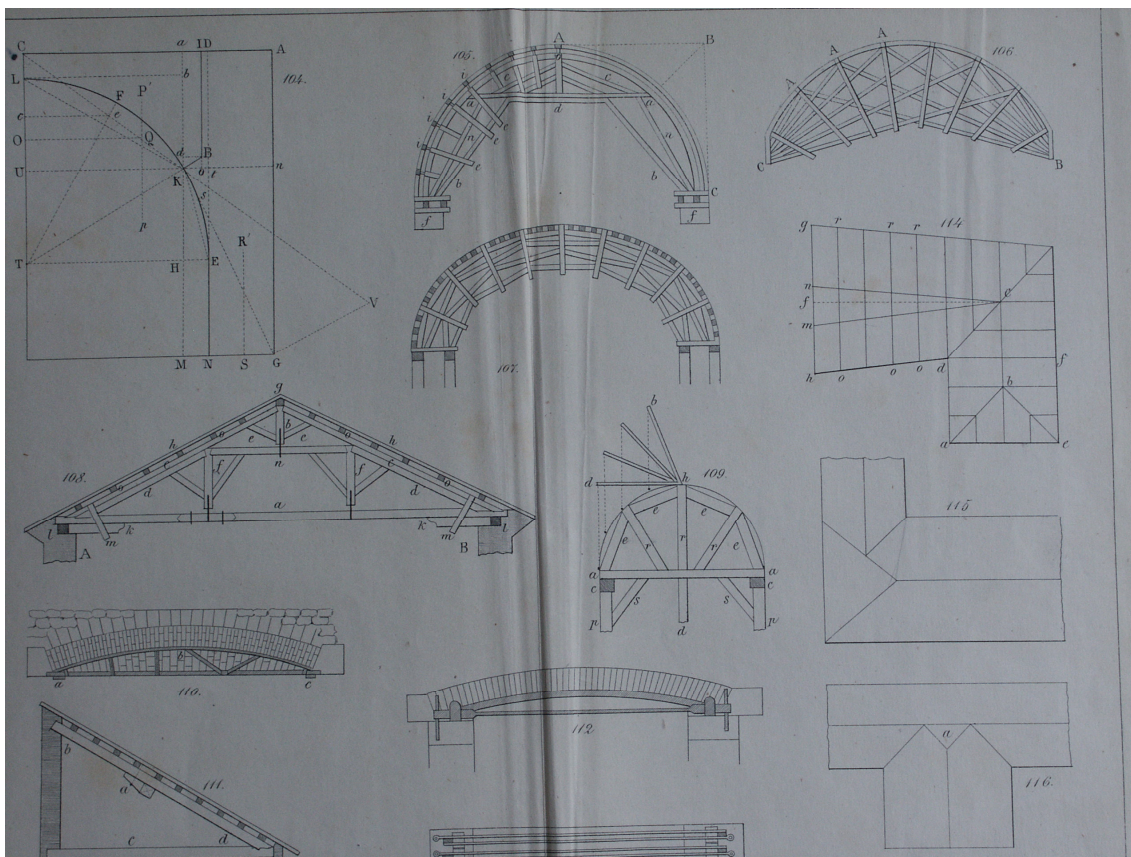 C a I D A
L b 104.
F P'
c e
O Q
d B
U K o t n
s
p R'
T H E
V
M N S G
105. A B
i e c
i a d a
i e n n
i e
b b C
f f
107.
A A 106
A
C B
g r r r 114
n
f e
m
h o o o d f
b
a c
g
h b h
o e c o
108. c n c
f f
o d d o
a
l k k l
m m
A B
b
d h 109.
e e
e r r r e
a a
c c
s s
p d p
b
a c
110.
112
115
b
111.
a
c d
a
116.